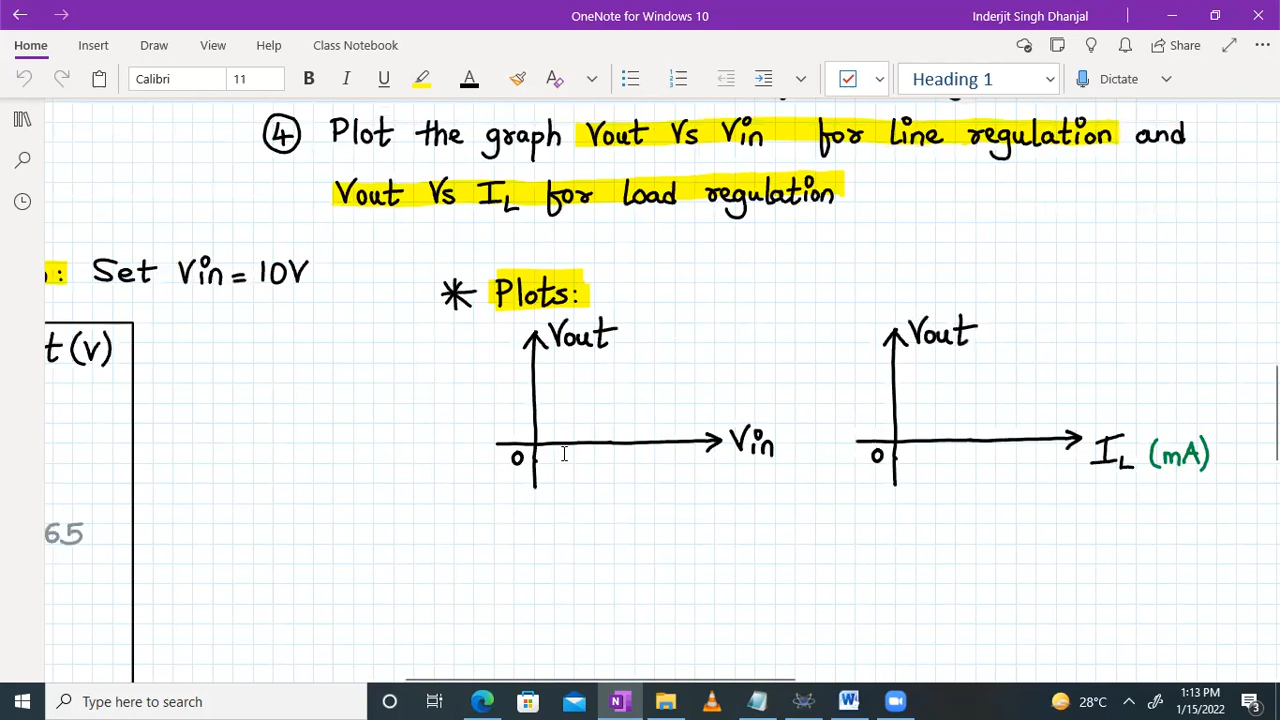 OneNote for Windows 10
Inderjit Singh Dhanjal
Home Insert Draw View Help Class Notebook
Share
Calibri 11 B I U A Heading 1 Dictate
4 Plot the graph Vout Vs Vin for line regulation and
Vout Vs IL for load regulation
: Set Vin = 10V
* Plots:
t(V)
Vout
Vin
0
Vout
IL (mA)
0
65
Type here to search
28°C
1:13 PM
1/15/2022
3